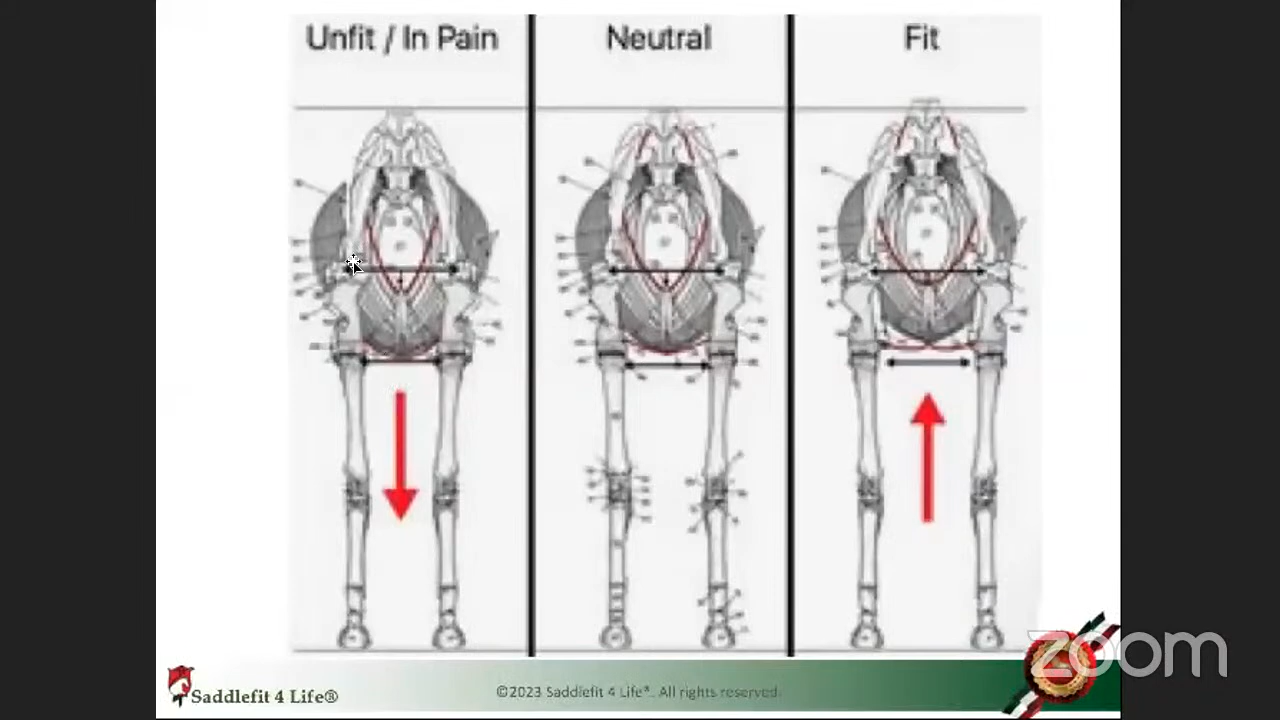 Unfit / In Pain
Neutral
Fit
Saddlefit 4 Life®
©2023 Saddlefit 4 Life®. All rights reserved.
zoom